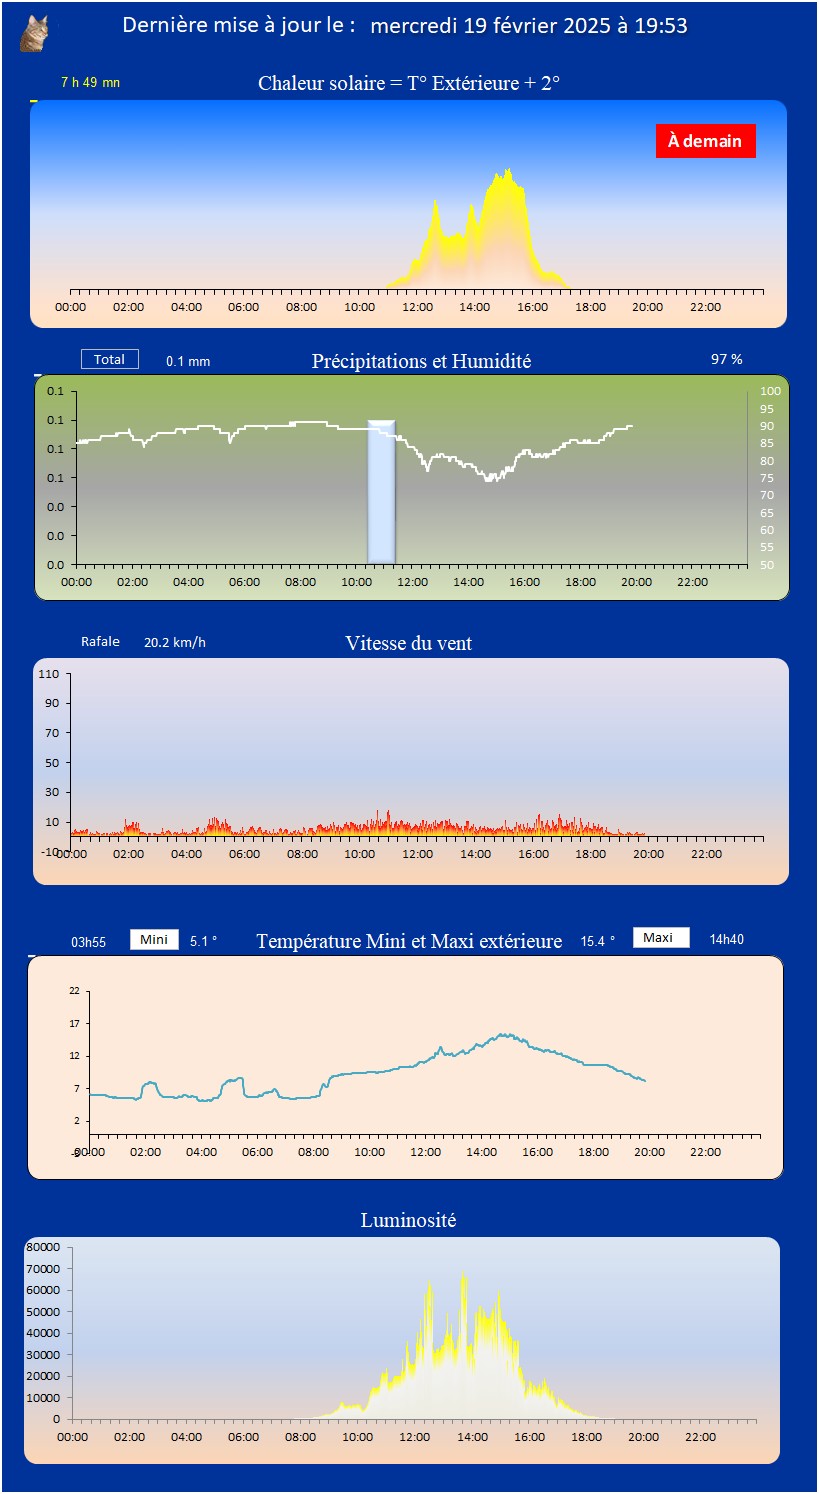 Dernière mise à jour le : mercredi 19 février 2025 à 19:53
7 h 49 mn Chaleur solaire = T° Extérieure + 2°
À demain
00:00 02:00 04:00 06:00 08:00 10:00 12:00 14:00 16:00 18:00 20:00 22:00
Total 0.1 mm Précipitations et Humidité 97 %
0.1 100
95
0.1 90
85
0.1 80
0.1 75
70
0.0 65
60
0.0 55
0.0 50
00:00 02:00 04:00 06:00 08:00 10:00 12:00 14:00 16:00 18:00 20:00 22:00
Rafale 20.2 km/h Vitesse du vent
110
90
70
50
30
10
-10
00:00 02:00 04:00 06:00 08:00 10:00 12:00 14:00 16:00 18:00 20:00 22:00
03h55 Mini 5.1 ° Température Mini et Maxi extérieure 15.4 ° Maxi 14h40
22
17
12
7
2
00:00 02:00 04:00 06:00 08:00 10:00 12:00 14:00 16:00 18:00 20:00 22:00
Luminosité
80000
70000
60000
50000
40000
30000
20000
10000
0
00:00 02:00 04:00 06:00 08:00 10:00 12:00 14:00 16:00 18:00 20:00 22:00